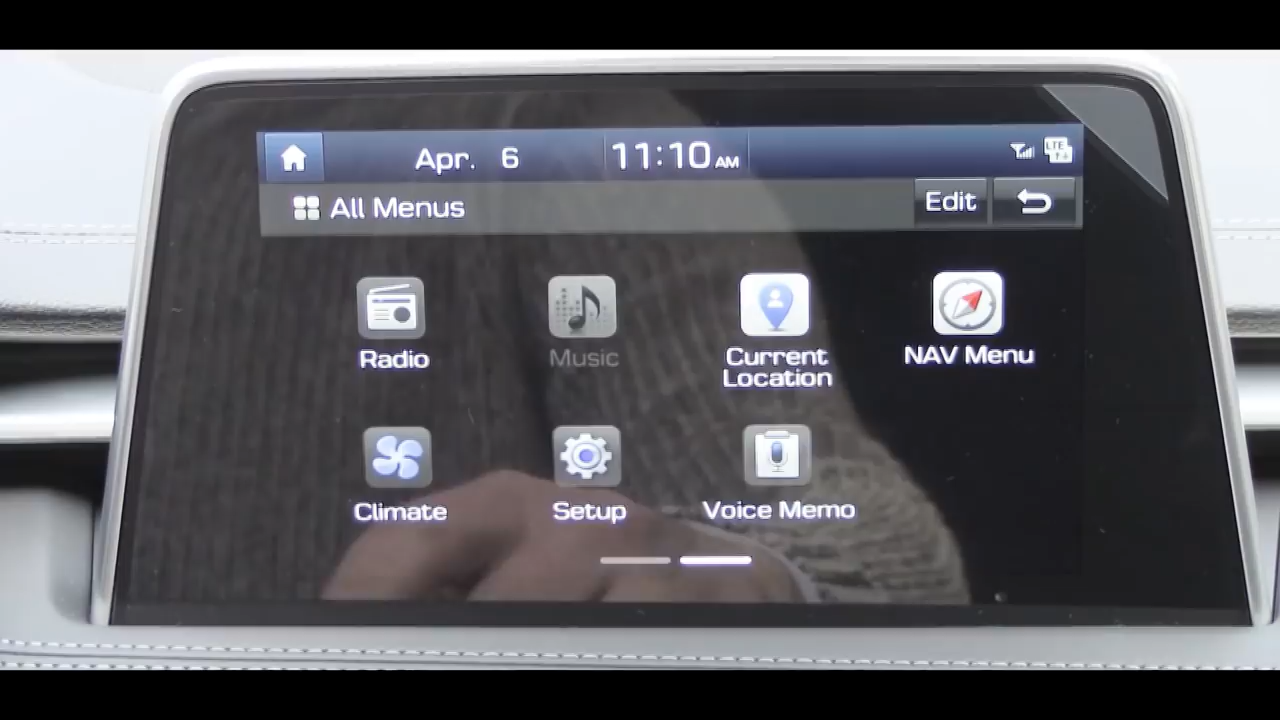 Apr. 6 11:10 AM LTE
All Menus Edit
Radio Music Current Location NAV Menu
Climate Setup Voice Memo